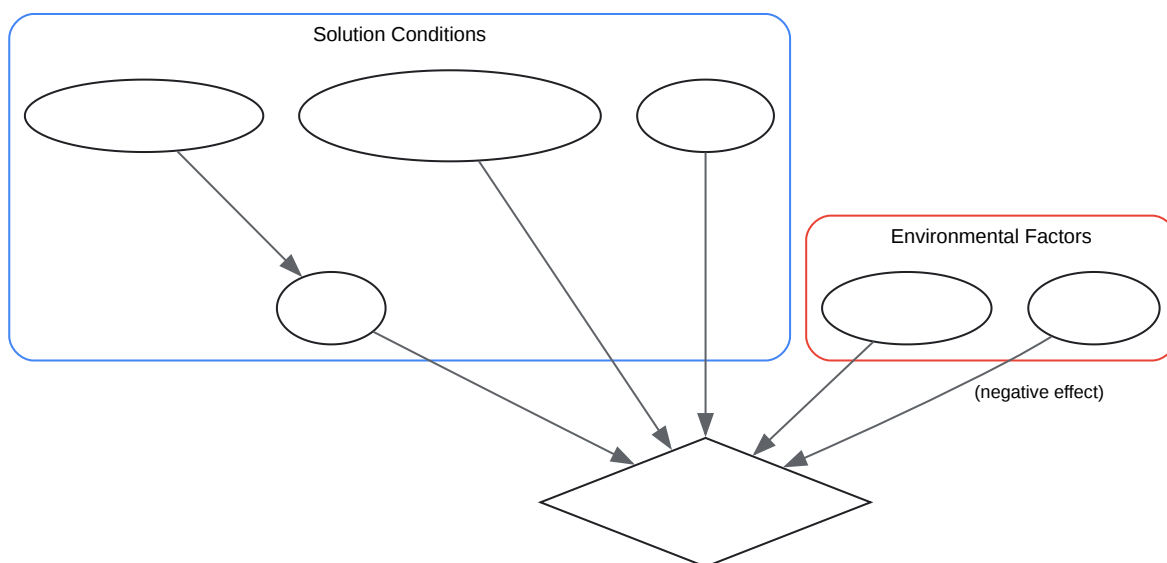 Solution Conditions
Environmental Factors
(negative effect)